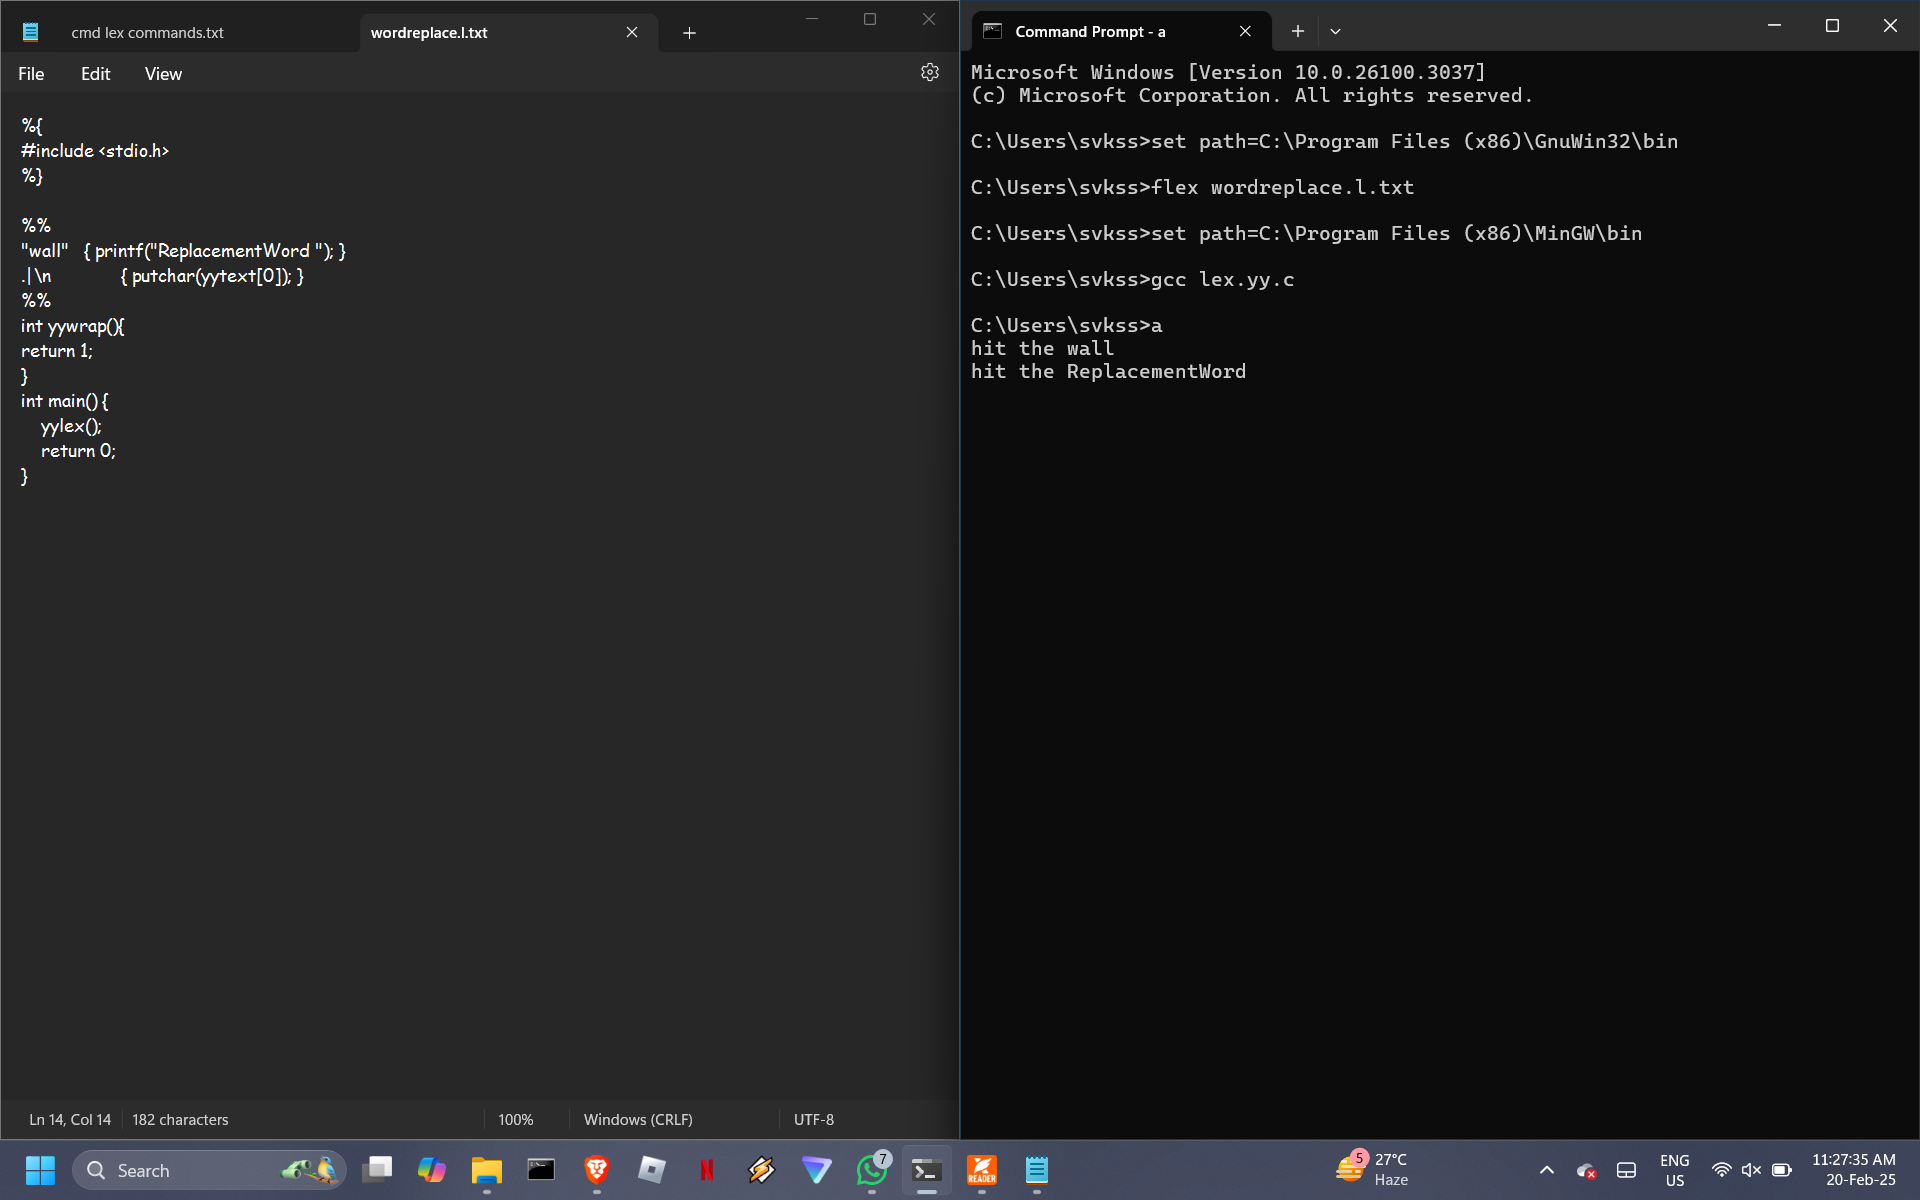 cmd lex commands.txt
wordreplace.l.txt
File Edit View
%{
#include <stdio.h>
%}
%%
"wall" { printf("ReplacementWord "); }
.|\n { putchar(yytext[0]); }
%%
int yywrap(){
return 1;
}
int main() {
yylex();
return 0;
}
Ln 14, Col 14 182 characters 100% Windows (CRLF) UTF-8
Command Prompt - a
Microsoft Windows [Version 10.0.26100.3037]
(c) Microsoft Corporation. All rights reserved.
C:\Users\svkss>set path=C:\Program Files (x86)\GnuWin32\bin
C:\Users\svkss>flex wordreplace.l.txt
C:\Users\svkss>set path=C:\Program Files (x86)\MinGW\bin
C:\Users\svkss>gcc lex.yy.c
C:\Users\svkss>a
hit the wall
hit the ReplacementWord
Search
7
READER
5
27°C
Haze
ENG
US
11:27:35 AM
20-Feb-25